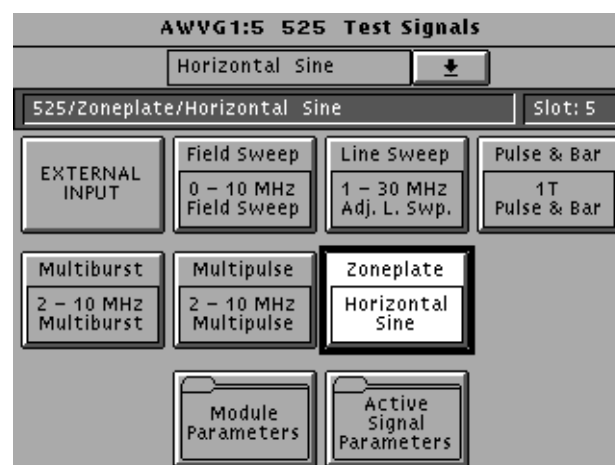 AWVG1:5 525 Test Signals
Horizontal Sine
525/Zoneplate/Horizontal Sine
Slot: 5
EXTERNAL
INPUT
Field Sweep
0 – 10 MHz
Field Sweep
Line Sweep
1 – 30 MHz
Adj. L. Swp.
Pulse & Bar
1T
Pulse & Bar
Multiburst
2 – 10 MHz
Multiburst
Multipulse
2 – 10 MHz
Multipulse
Zoneplate
Horizontal
Sine
Module
Parameters
Active
Signal
Parameters